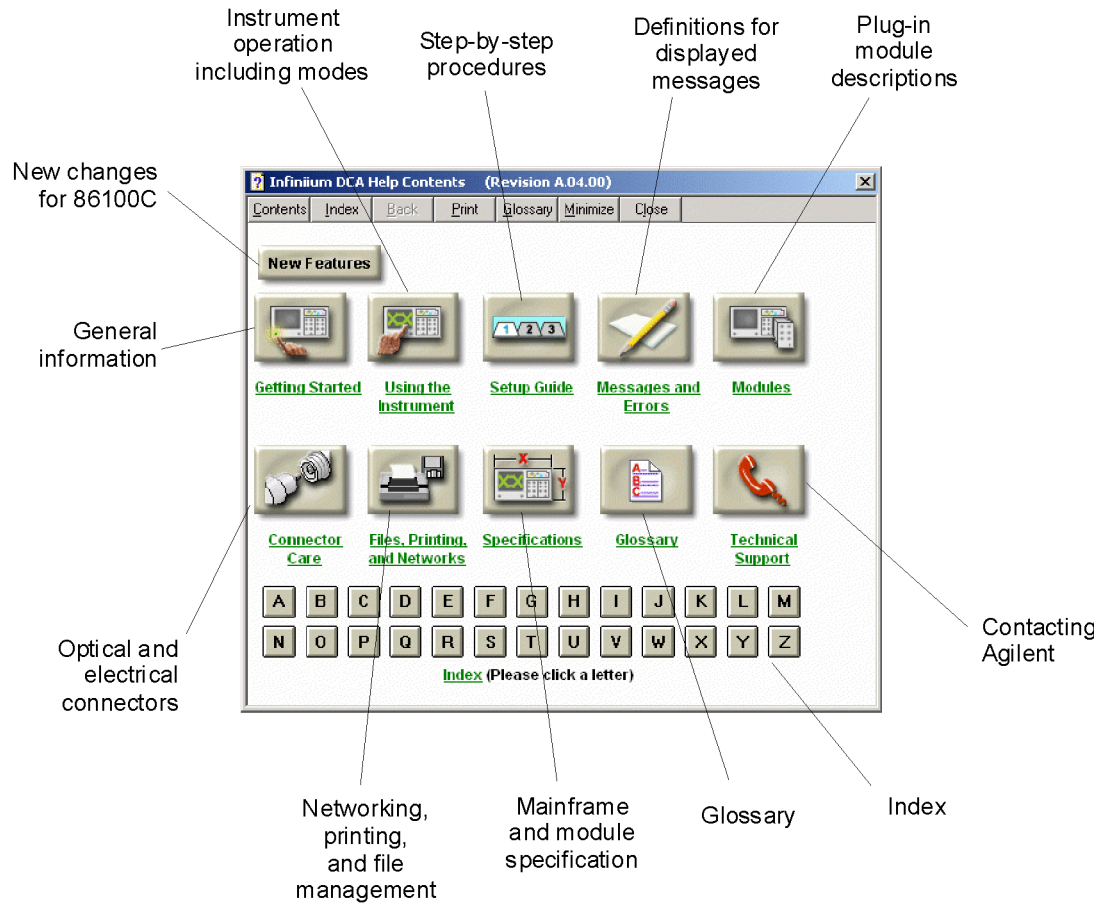 Instrument
operation
including modes
Step-by-step
procedures
Definitions for
displayed
messages
Plug-in
module
descriptions
New changes
for 86100C
General
information
Infiniium DCA Help Contents (Revision A.04.00)
Contents Index Back Print Glossary Minimize Close
New Features
1 2 3
Getting Started
Using the
Instrument
Setup Guide
Messages and
Errors
Modules
X
Y
A
B
C
Connector
Care
Files, Printing,
and Networks
Specifications
Glossary
Technical
Support
A B C D E F G H I J K L M
N O P Q R S T U V W X Y Z
Index (Please click a letter)
Optical and
electrical
connectors
Contacting
Agilent
Networking,
printing,
and file
management
Mainframe
and module
specification
Glossary
Index